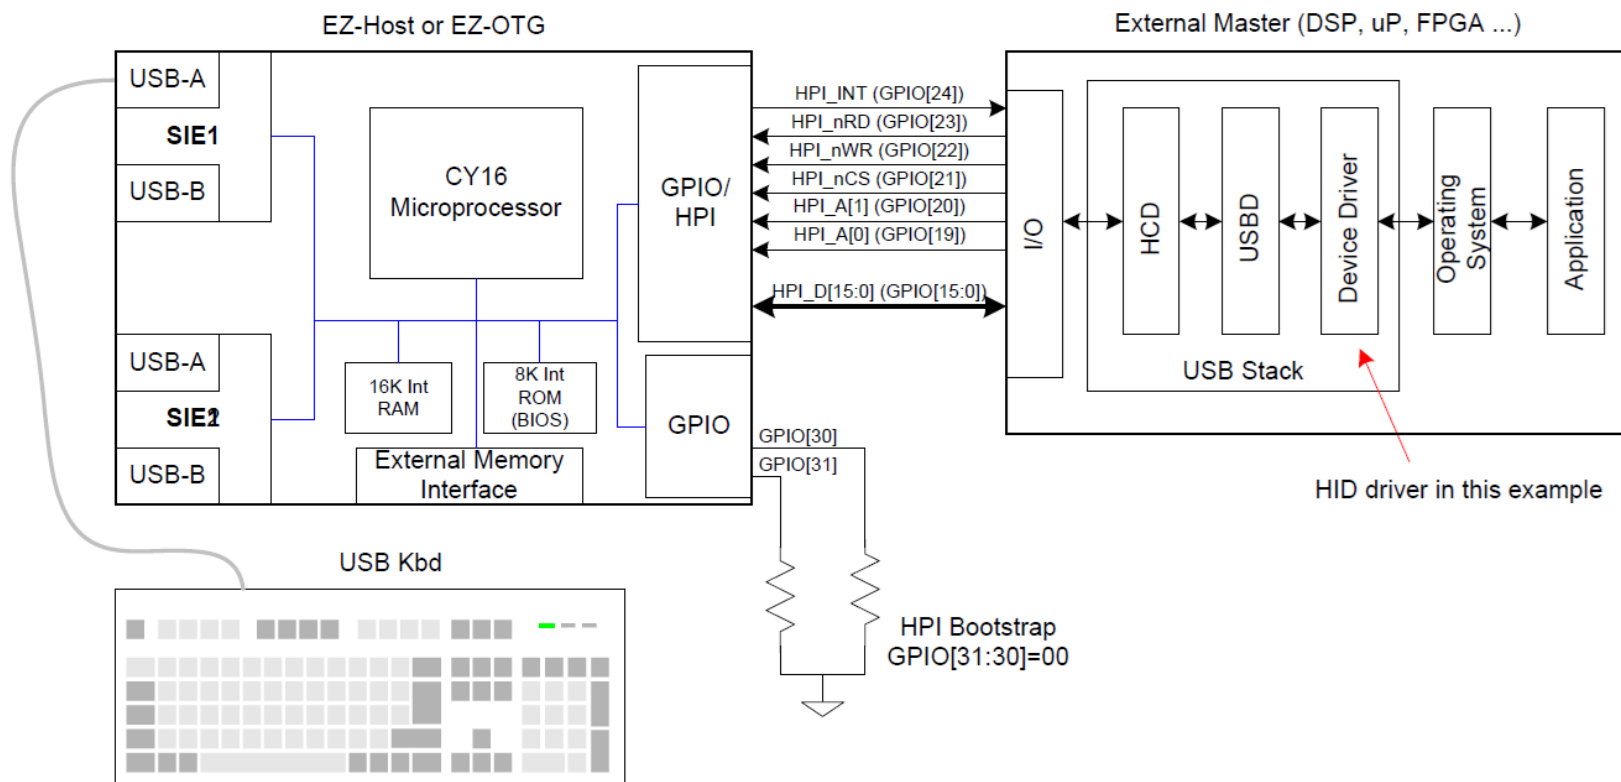 EZ-Host or EZ-OTG
External Master (DSP, uP, FPGA ...)
USB-A
SIE1
USB-B
CY16
Microprocessor
GPIO/
HPI
HPI_INT (GPIO[24])
HPI_nRD (GPIO[23])
HPI_nWR (GPIO[22])
HPI_nCS (GPIO[21])
HPI_A[1] (GPIO[20])
HPI_A[0] (GPIO[19])
HPI_D[15:0] (GPIO[15:0])
I/O
HCD
USBD
Device Driver
Operating
System
Application
USB Stack
USB-A
SIE2
USB-B
16K Int
RAM
8K Int
ROM
(BIOS)
External Memory
Interface
GPIO
GPIO[30]
GPIO[31]
HID driver in this example
USB Kbd
HPI Bootstrap
GPIO[31:30]=00